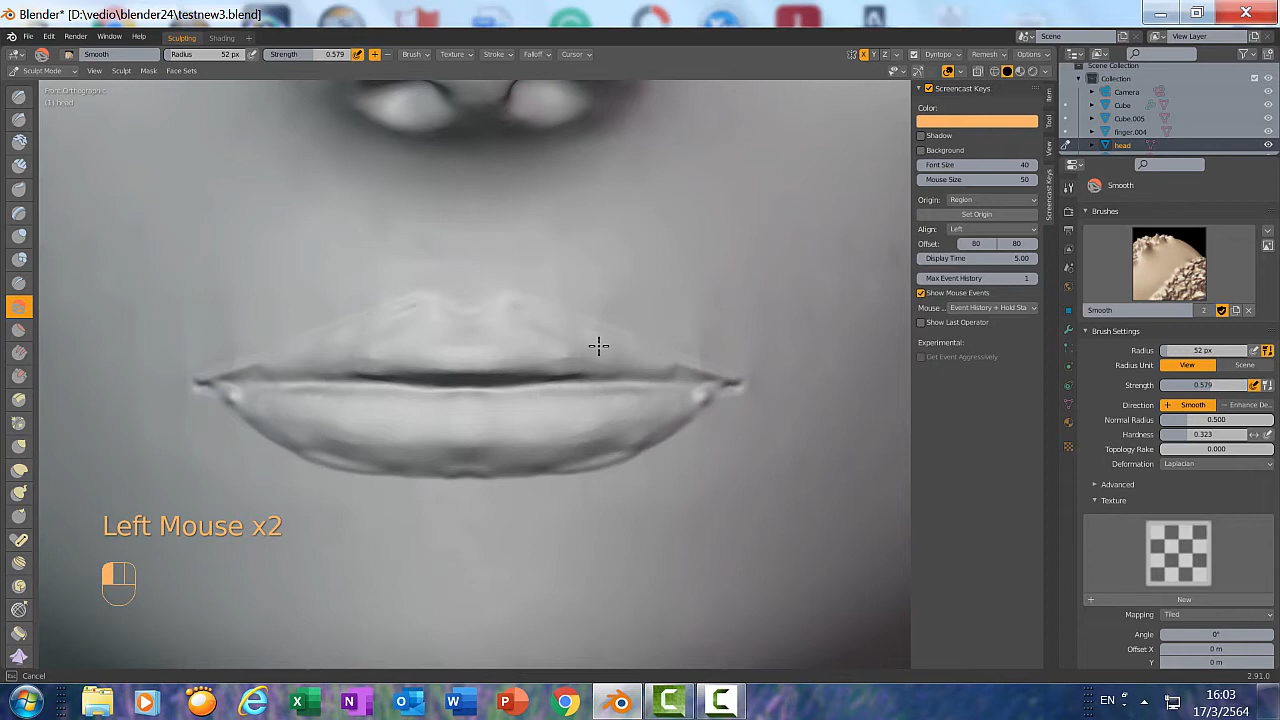 Blender* [D:\vedio\blender24\testnew3.blend]
File Edit Render Window Help Sculpting Shading Scene View Layer
Smooth Radius 52 px Strength 0.579 Brush Texture Stroke Falloff Cursor X Y Z Dyntopo Remesh Options
Sculpt Mode View Sculpt Mask Face Sets
Front Orthographic
(1) head
Screencast Keys
Color:
Shadow
Background
Font Size 40
Mouse Size 50
Origin: Region
Set Origin
Align: Left
Offset: 80 80
Display Time 5.00
Max Event History 1
Show Mouse Events
Mouse ... Event History + Hold Sta
Show Last Operator
Experimental:
Get Event Aggressively
Item
Tool
View
Screencast Keys
Scene Collection
Collection
Camera
Cube
Cube.005
finger.004
head
Smooth
Brushes
Smooth 2
Brush Settings
Radius 52 px
Radius Unit View Scene
Strength 0.579
Direction + Smooth — Enhance De...
Normal Radius 0.500
Hardness 0.323
Topology Rake 0.000
Deformation Laplacian
Advanced
Texture
+ New
Mapping Tiled
Angle 0°
Offset X 0 m
Y 0 m
Left Mouse x2
Cancel 2.91.0
EN 16:03
17/3/2564